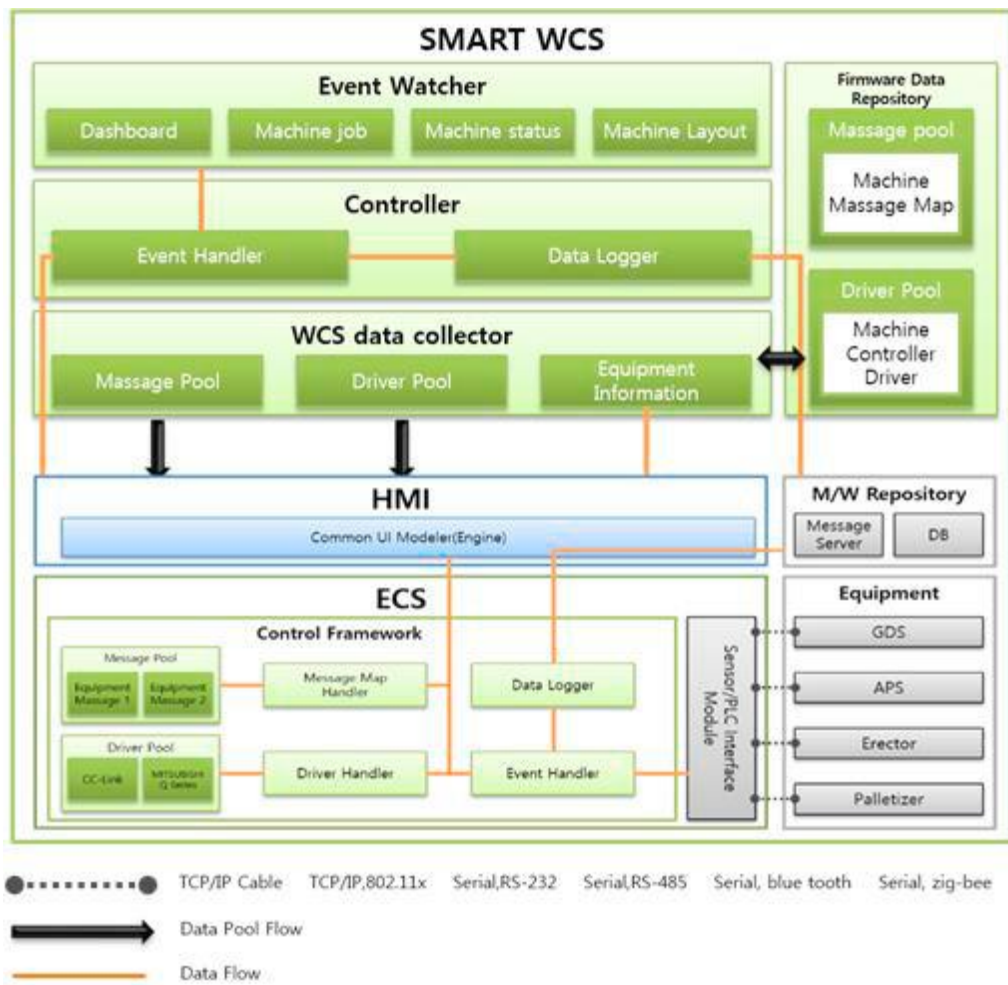 SMART WCS
Event Watcher
Dashboard
Machine job
Machine status
Machine Layout
Firmware Data
Repository
Massage pool
Machine
Massage Map
Driver Pool
Machine
Controller
Driver
Controller
Event Handler
Data Logger
WCS data collector
Massage Pool
Driver Pool
Equipment
Information
HMI
Common UI Modeler(Engine)
M/W Repository
Message
Server
DB
ECS
Control Framework
Message Pool
Equipment
Massage 1
Equipment
Massage 2
Message Map
Handler
Data Logger
Driver Pool
CC-Link
MITSUBISHI
Q Series
Driver Handler
Event Handler
Sensor/PLC Interface
Module
Equipment
GDS
APS
Erector
Palletizer
TCP/IP Cable TCP/IP,802.11x Serial,RS-232 Serial,RS-485 Serial, blue tooth Serial, zig-bee
Data Pool Flow
Data Flow